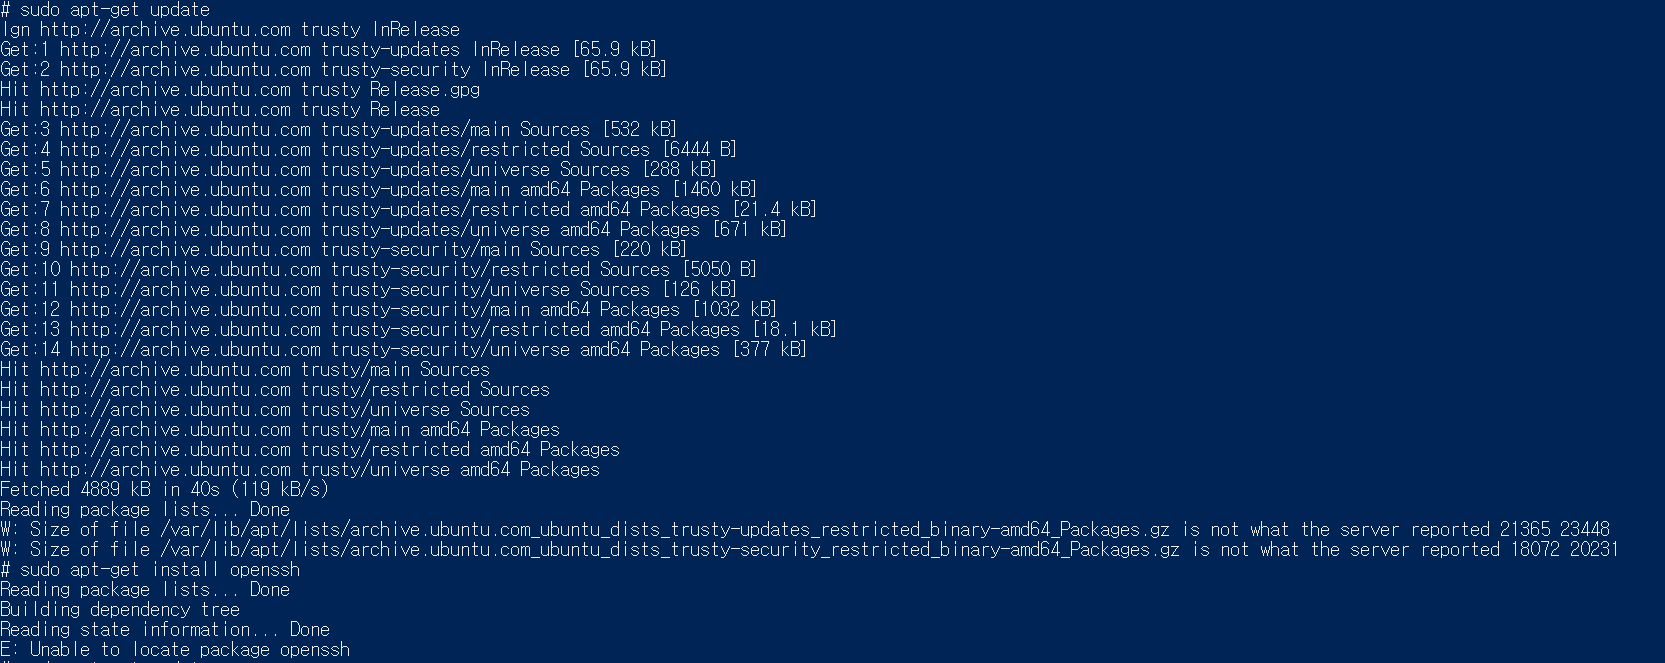 # sudo apt-get update
Ign http://archive.ubuntu.com trusty InRelease
Get:1 http://archive.ubuntu.com trusty-updates InRelease [65.9 kB]
Get:2 http://archive.ubuntu.com trusty-security InRelease [65.9 kB]
Hit http://archive.ubuntu.com trusty Release.gpg
Hit http://archive.ubuntu.com trusty Release
Get:3 http://archive.ubuntu.com trusty-updates/main Sources [532 kB]
Get:4 http://archive.ubuntu.com trusty-updates/restricted Sources [6444 B]
Get:5 http://archive.ubuntu.com trusty-updates/universe Sources [288 kB]
Get:6 http://archive.ubuntu.com trusty-updates/main amd64 Packages [1460 kB]
Get:7 http://archive.ubuntu.com trusty-updates/restricted amd64 Packages [21.4 kB]
Get:8 http://archive.ubuntu.com trusty-updates/universe amd64 Packages [671 kB]
Get:9 http://archive.ubuntu.com trusty-security/main Sources [220 kB]
Get:10 http://archive.ubuntu.com trusty-security/restricted Sources [5050 B]
Get:11 http://archive.ubuntu.com trusty-security/universe Sources [126 kB]
Get:12 http://archive.ubuntu.com trusty-security/main amd64 Packages [1032 kB]
Get:13 http://archive.ubuntu.com trusty-security/restricted amd64 Packages [18.1 kB]
Get:14 http://archive.ubuntu.com trusty-security/universe amd64 Packages [377 kB]
Hit http://archive.ubuntu.com trusty/main Sources
Hit http://archive.ubuntu.com trusty/restricted Sources
Hit http://archive.ubuntu.com trusty/universe Sources
Hit http://archive.ubuntu.com trusty/main amd64 Packages
Hit http://archive.ubuntu.com trusty/restricted amd64 Packages
Hit http://archive.ubuntu.com trusty/universe amd64 Packages
Fetched 4889 kB in 40s (119 kB/s)
Reading package lists... Done
W: Size of file /var/lib/apt/lists/archive.ubuntu.com_ubuntu_dists_trusty-updates_restricted_binary-amd64_Packages.gz is not what the server reported 21365 23448
W: Size of file /var/lib/apt/lists/archive.ubuntu.com_ubuntu_dists_trusty-security_restricted_binary-amd64_Packages.gz is not what the server reported 18072 20231
# sudo apt-get install openssh
Reading package lists... Done
Building dependency tree
Reading state information... Done
E: Unable to locate package openssh